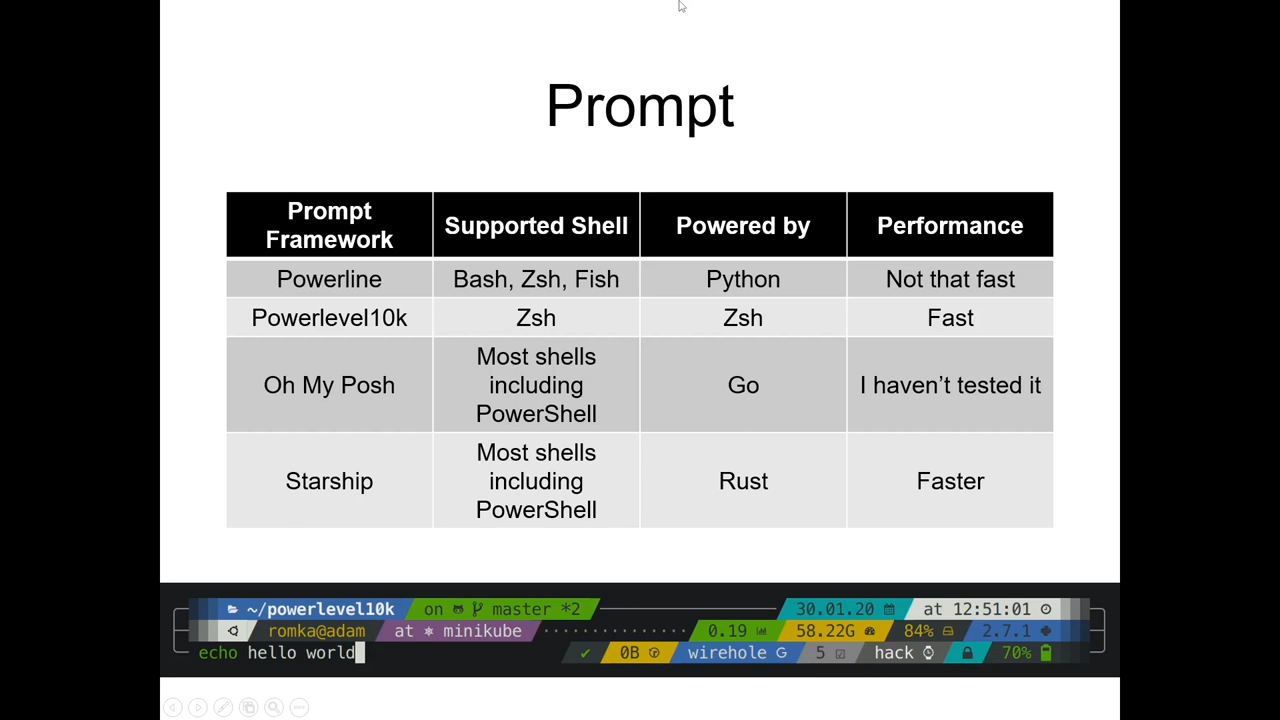 Prompt
Prompt
Framework
Supported Shell
Powered by
Performance
Powerline
Bash, Zsh, Fish
Python
Not that fast
Powerlevel10k
Zsh
Zsh
Fast
Oh My Posh
Most shells
including
PowerShell
Go
I haven’t tested it
Starship
Most shells
including
PowerShell
Rust
Faster
~/powerlevel10k on master *2 30.01.20 at 12:51:01
romka@adam at minikube 0.19 58.22G 84% 2.7.1
echo hello world ✔ 0B wirehole 5 hack 70%